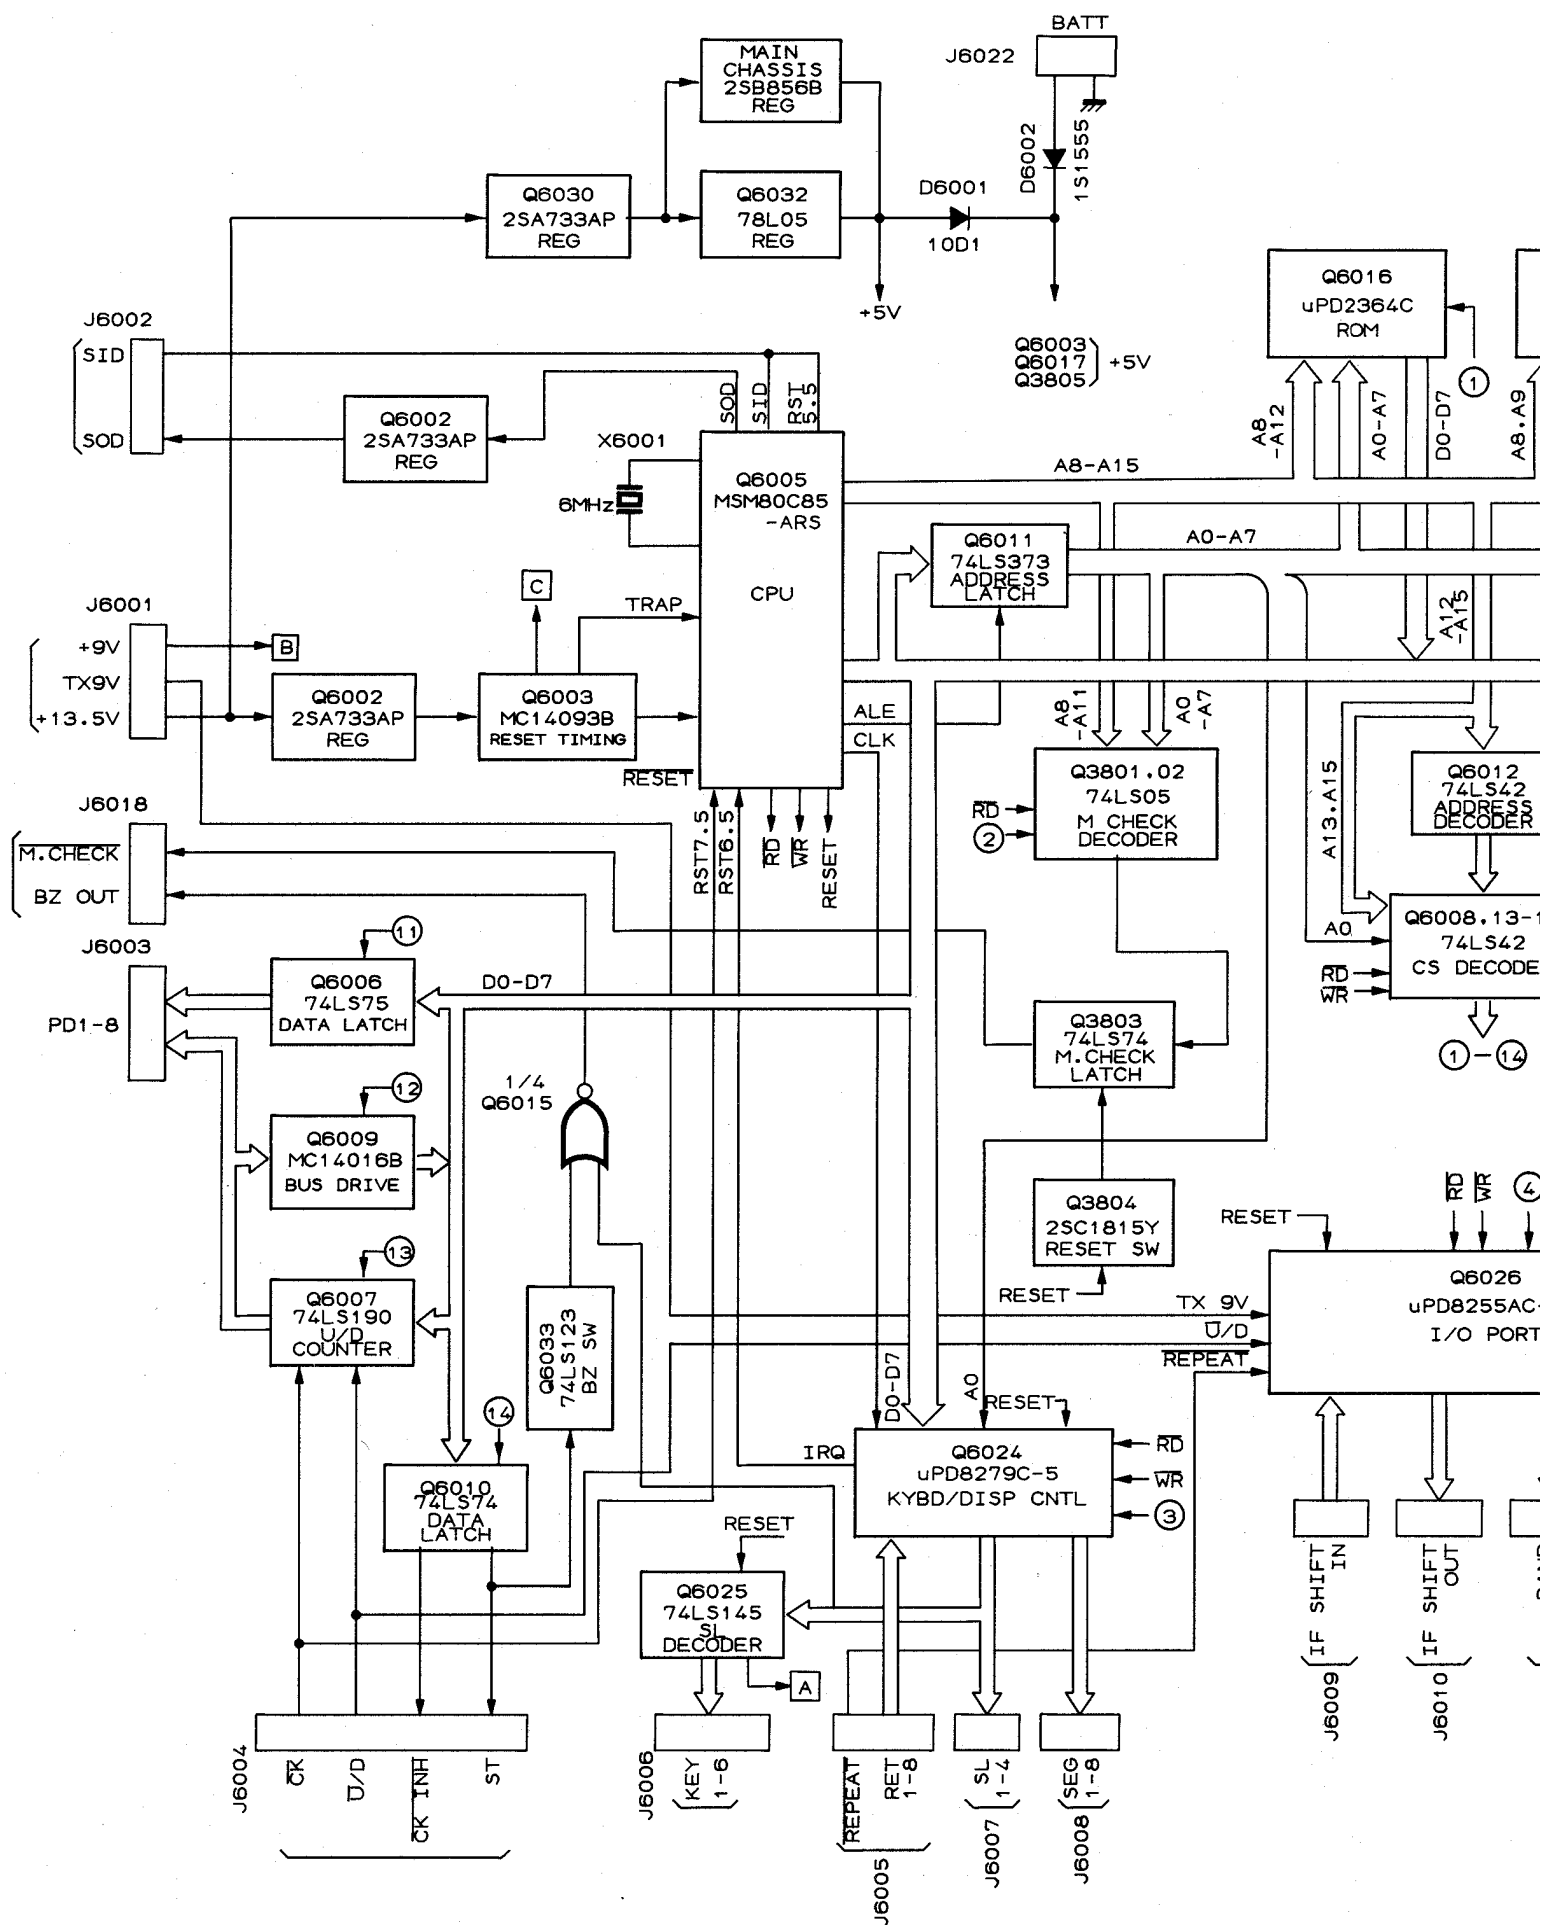 BATT
J6022
MAIN
CHASSIS
2SB856B
REG
D6002
1S1555
Q6030
2SA733AP
REG
Q6032
78L05
REG
D6001
10D1
+5V
Q6003
Q6017
Q3805
+5V
Q6016
uPD2364C
ROM
1
J6002
SID
SOD
Q6002
2SA733AP
REG
SOD
SID
RST
5.5
X6001
6MHz
Q6005
MSM80C85
-ARS
CPU
A8-A15
A8
-A12
A0-A7
D0-D7
A8.A9
Q6011
74LS373
ADDRESS
LATCH
A0-A7
A12
-A15
C
TRAP
J6001
+9V
TX9V
+13.5V
B
Q6002
2SA733AP
REG
Q6003
MC14093B
RESET TIMING
RESET
ALE
CLK
A8
-A11
A0
-A7
RST7.5
RST6.5
RD
WR
RESET
Q3801.02
74LS05
M CHECK
DECODER
RD
2
A13.A15
Q6012
74LS42
ADDRESS
DECODER
J6018
M.CHECK
BZ OUT
Q6008.13-1
74LS42
CS DECODE
A0
RD
WR
1-14
J6003
PD1-8
11
Q6006
74LS75
DATA LATCH
D0-D7
Q3803
74LS74
M.CHECK
LATCH
1/4
Q6015
12
Q6009
MC14016B
BUS DRIVE
Q3804
2SC1815Y
RESET SW
RESET
RESET
RD
WR
4
Q6026
uPD8255AC-
I/O PORT
TX 9V
U/D
REPEAT
13
Q6007
74LS190
U/D
COUNTER
Q6033
74LS123
BZ SW
14
Q6010
74LS74
DATA
LATCH
D0-D7
A0
RESET
IRQ
Q6024
uPD8279C-5
KYBD/DISP CNTL
RD
WR
3
RESET
Q6025
74LS145
SL
DECODER
A
IF SHIFT
IN
J6009
IF SHIFT
OUT
J6010
J6004
CK
U/D
CK INH
ST
J6006
KEY
1-6
REPEAT
RET
1-8
J6005
SL
1-4
J6007
SEG
1-8
J6008